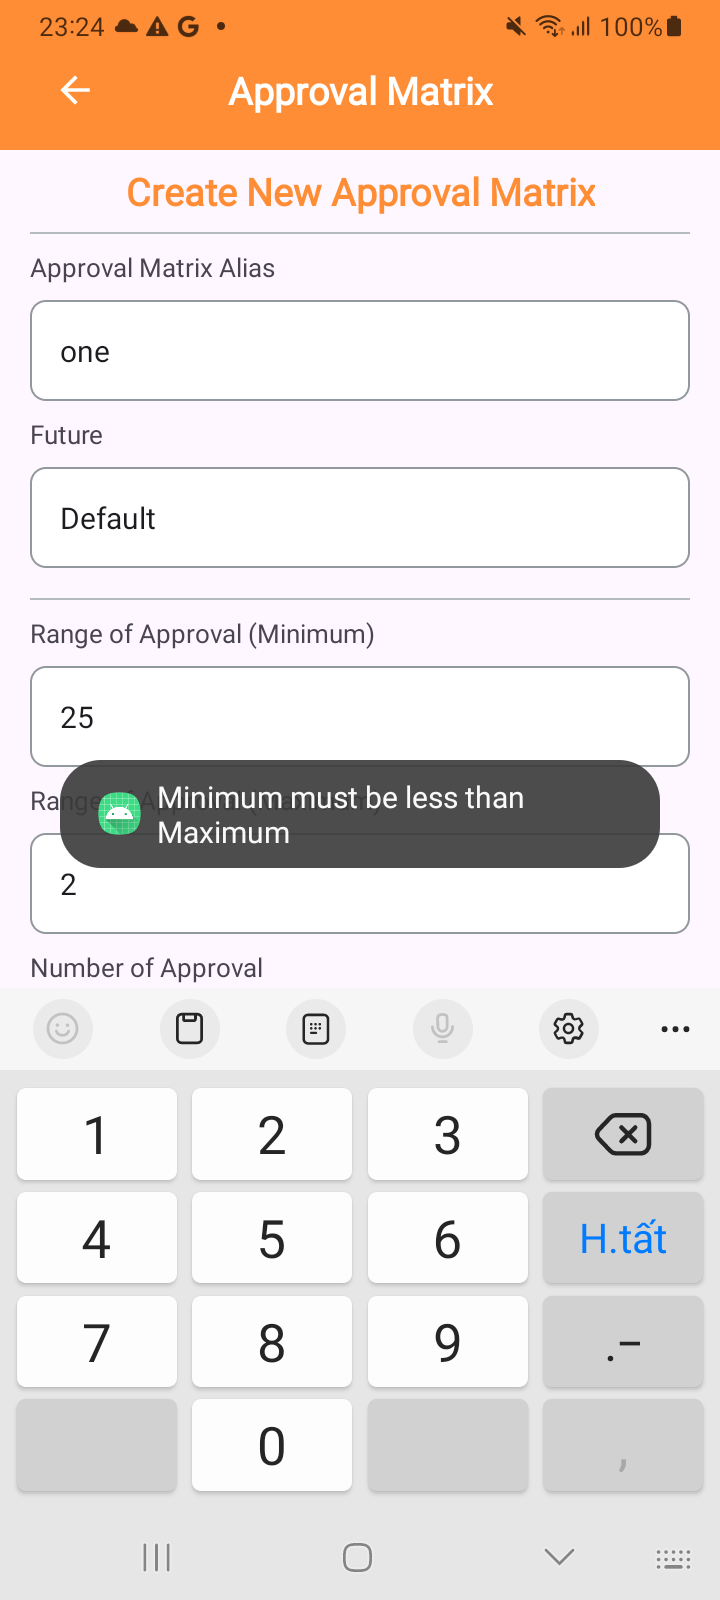 23:24
100%
Approval Matrix
Create New Approval Matrix
Approval Matrix Alias
one
Future
Default
Range of Approval (Minimum)
25
Minimum must be less than
Maximum
2
Number of Approval
1 2 3
4 5 6 H.tất
7 8 9 .–
0 ,